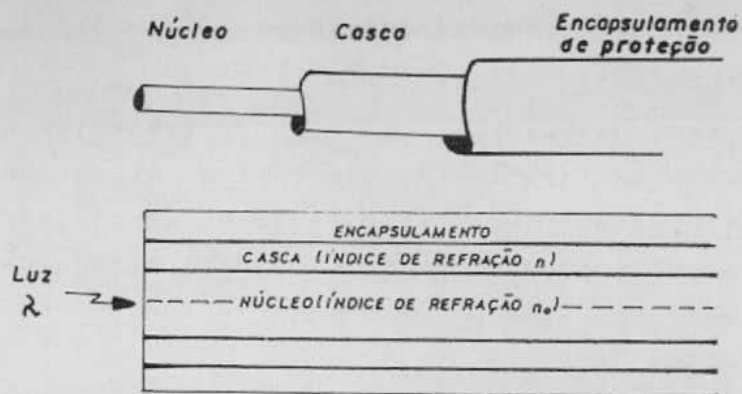 Núcleo
Casca
Encapsulamento
de proteção
ENCAPSULAMENTO
CASCA (ÍNDICE DE REFRAÇÃO n)
Luz
λ
NÚCLEO (ÍNDICE DE REFRAÇÃO n₀)